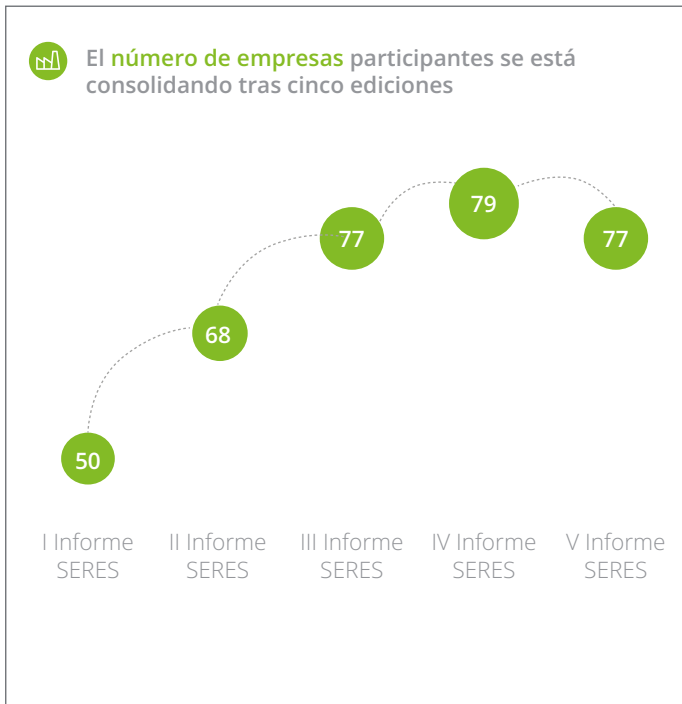 El número de empresas participantes se está
consolidando tras cinco ediciones
79
77
77
68
50
I Informe
SERES
II Informe
SERES
III Informe
SERES
IV Informe
SERES
V Informe
SERES